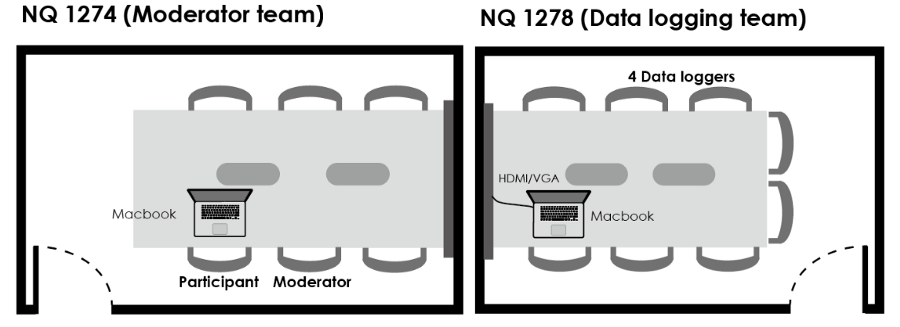 NQ 1274 (Moderator team)
Macbook
Participant
Moderator
NQ 1278 (Data logging team)
4 Data loggers
HDMI/VGA
Macbook